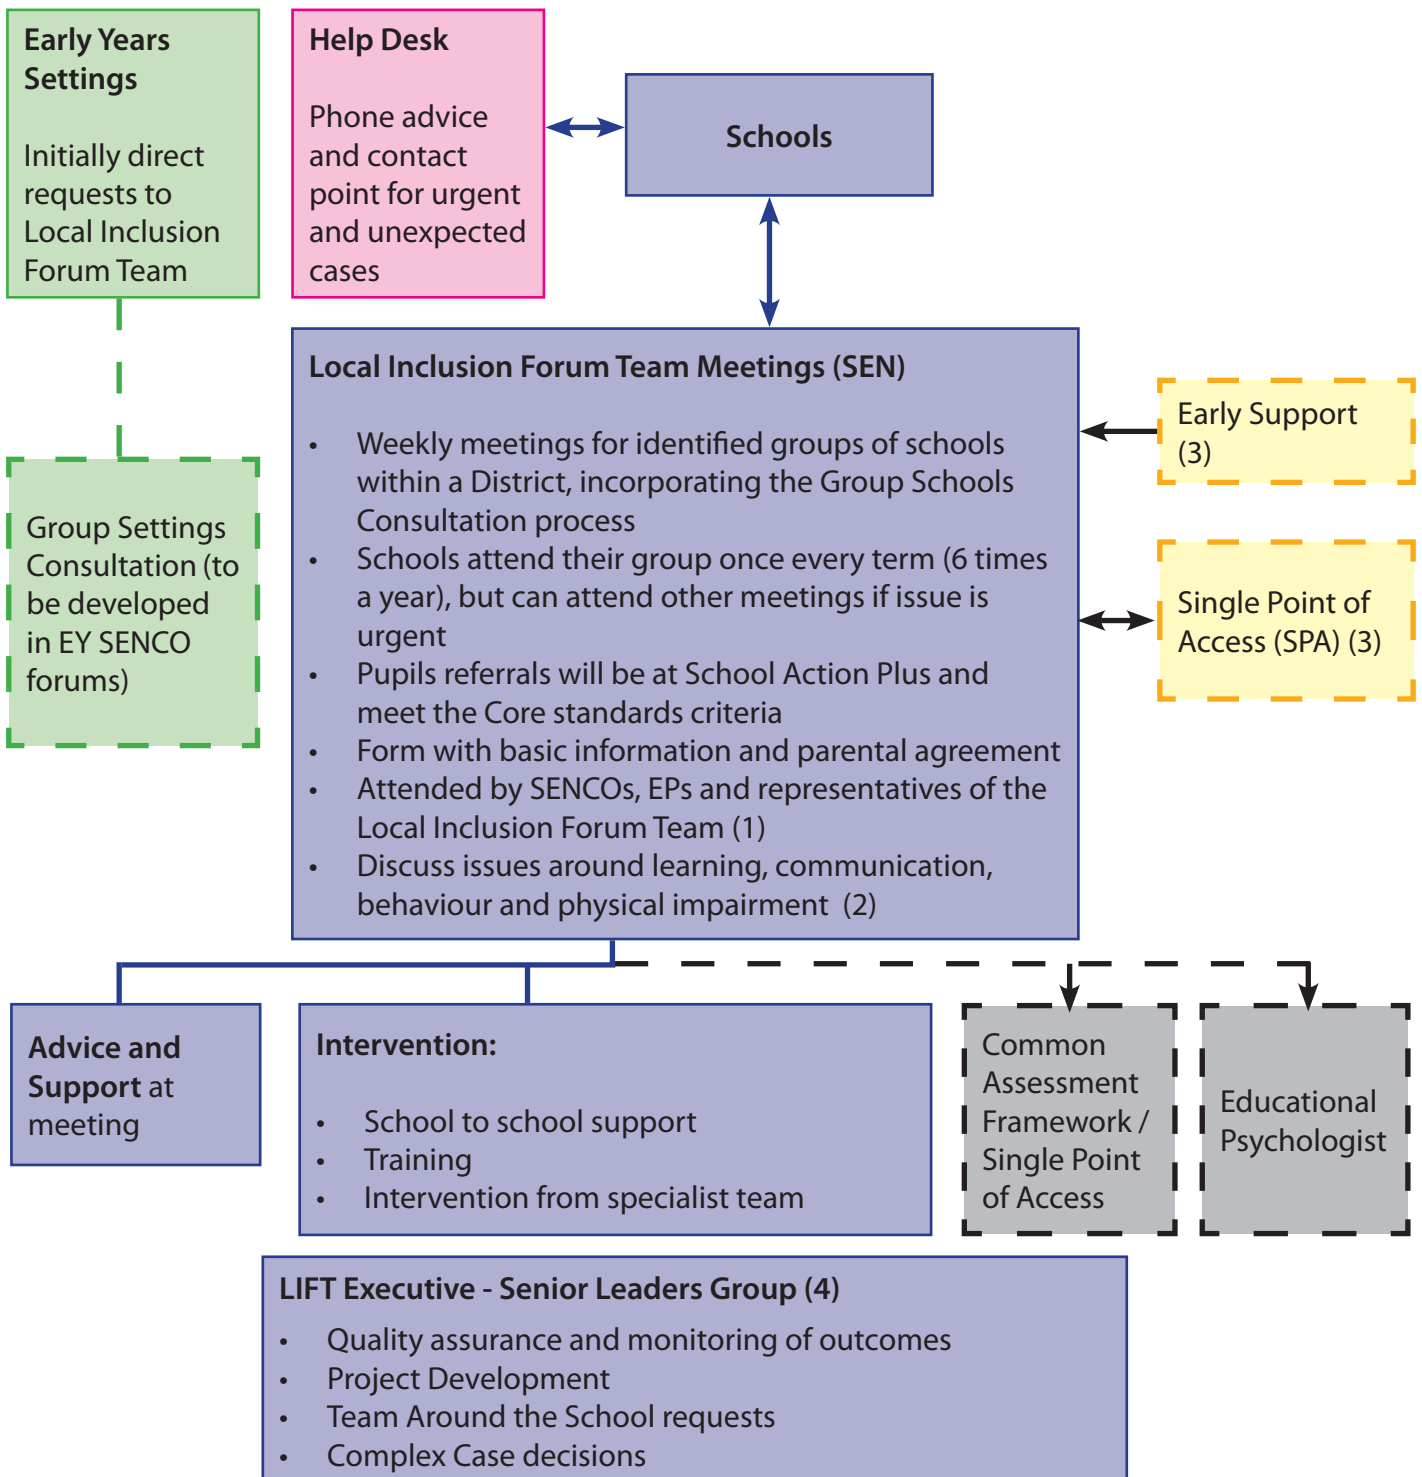 Early Years
Settings
Initially direct
requests to
Local Inclusion
Forum Team
Help Desk
Phone advice
and contact
point for urgent
and unexpected
cases
Schools
Local Inclusion Forum Team Meetings (SEN)
• Weekly meetings for identified groups of schools
within a District, incorporating the Group Schools
Consultation process
• Schools attend their group once every term (6 times
a year), but can attend other meetings if issue is
urgent
• Pupils referrals will be at School Action Plus and
meet the Core standards criteria
• Form with basic information and parental agreement
• Attended by SENCOs, EPs and representatives of the
Local Inclusion Forum Team (1)
• Discuss issues around learning, communication,
behaviour and physical impairment (2)
Early Support
(3)
Single Point of
Access (SPA) (3)
Group Settings
Consultation (to
be developed
in EY SENCO
forums)
Advice and
Support at
meeting
Intervention:
• School to school support
• Training
• Intervention from specialist team
Common
Assessment
Framework /
Single Point
of Access
Educational
Psychologist
LIFT Executive - Senior Leaders Group (4)
• Quality assurance and monitoring of outcomes
• Project Development
• Team Around the School requests
• Complex Case decisions